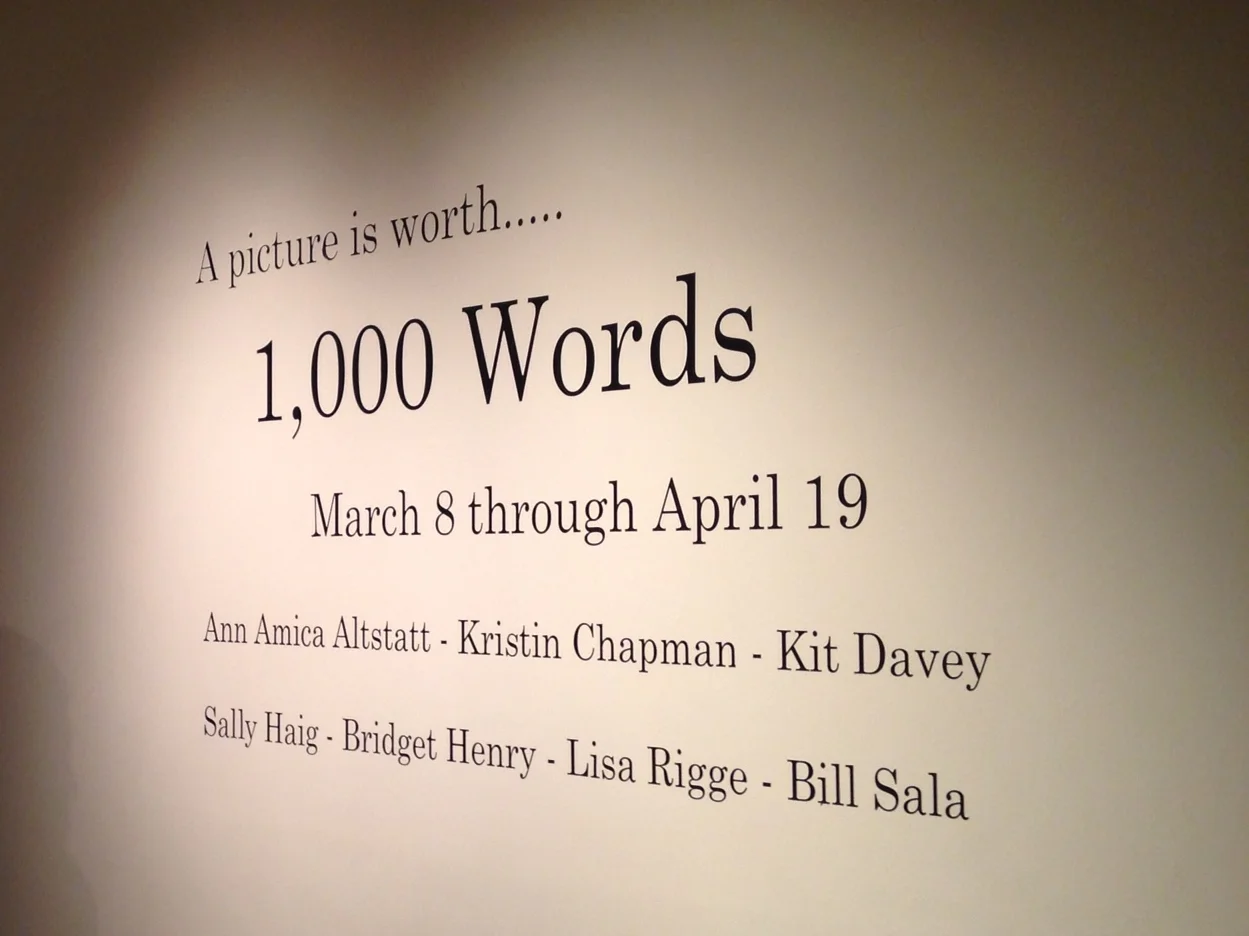 A picture is worth.....
1,000 Words
March 8 through April 19
Ann Amica Altstatt - Kristin Chapman - Kit Davey
Sally Haig - Bridget Henry - Lisa Rigge - Bill Sala